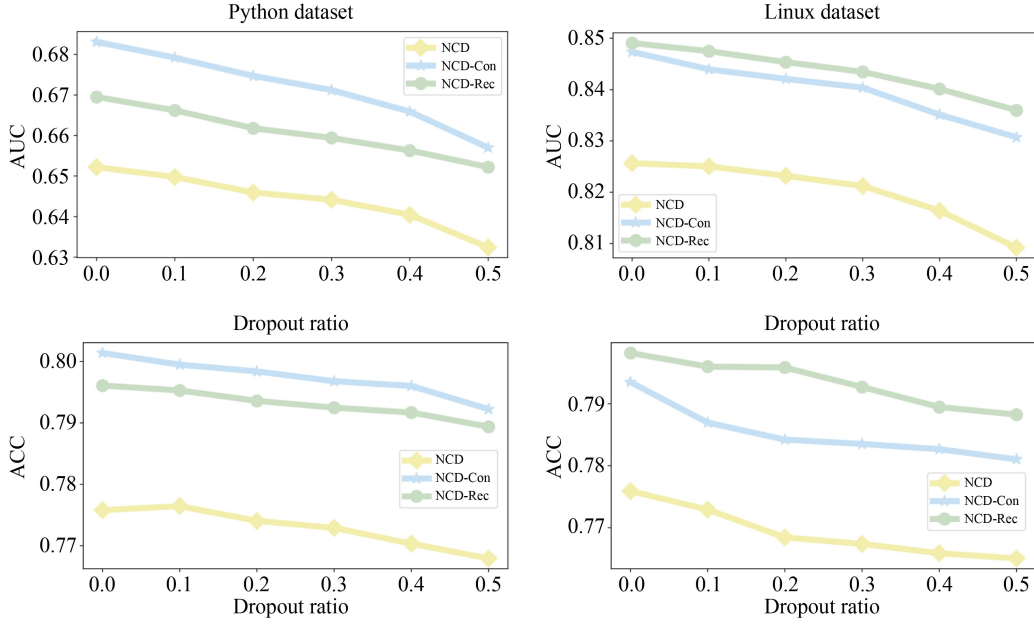 Python dataset
AUC
0.68
0.67
0.66
0.65
0.64
0.63
NCD
NCD-Con
NCD-Rec
0.0 0.1 0.2 0.3 0.4 0.5
Dropout ratio
Linux dataset
AUC
0.85
0.84
0.83
0.82
0.81
NCD
NCD-Con
NCD-Rec
0.0 0.1 0.2 0.3 0.4 0.5
Dropout ratio
ACC
0.80
0.79
0.78
0.77
NCD
NCD-Con
NCD-Rec
0.0 0.1 0.2 0.3 0.4 0.5
Dropout ratio
ACC
0.79
0.78
0.77
NCD
NCD-Con
NCD-Rec
0.0 0.1 0.2 0.3 0.4 0.5
Dropout ratio